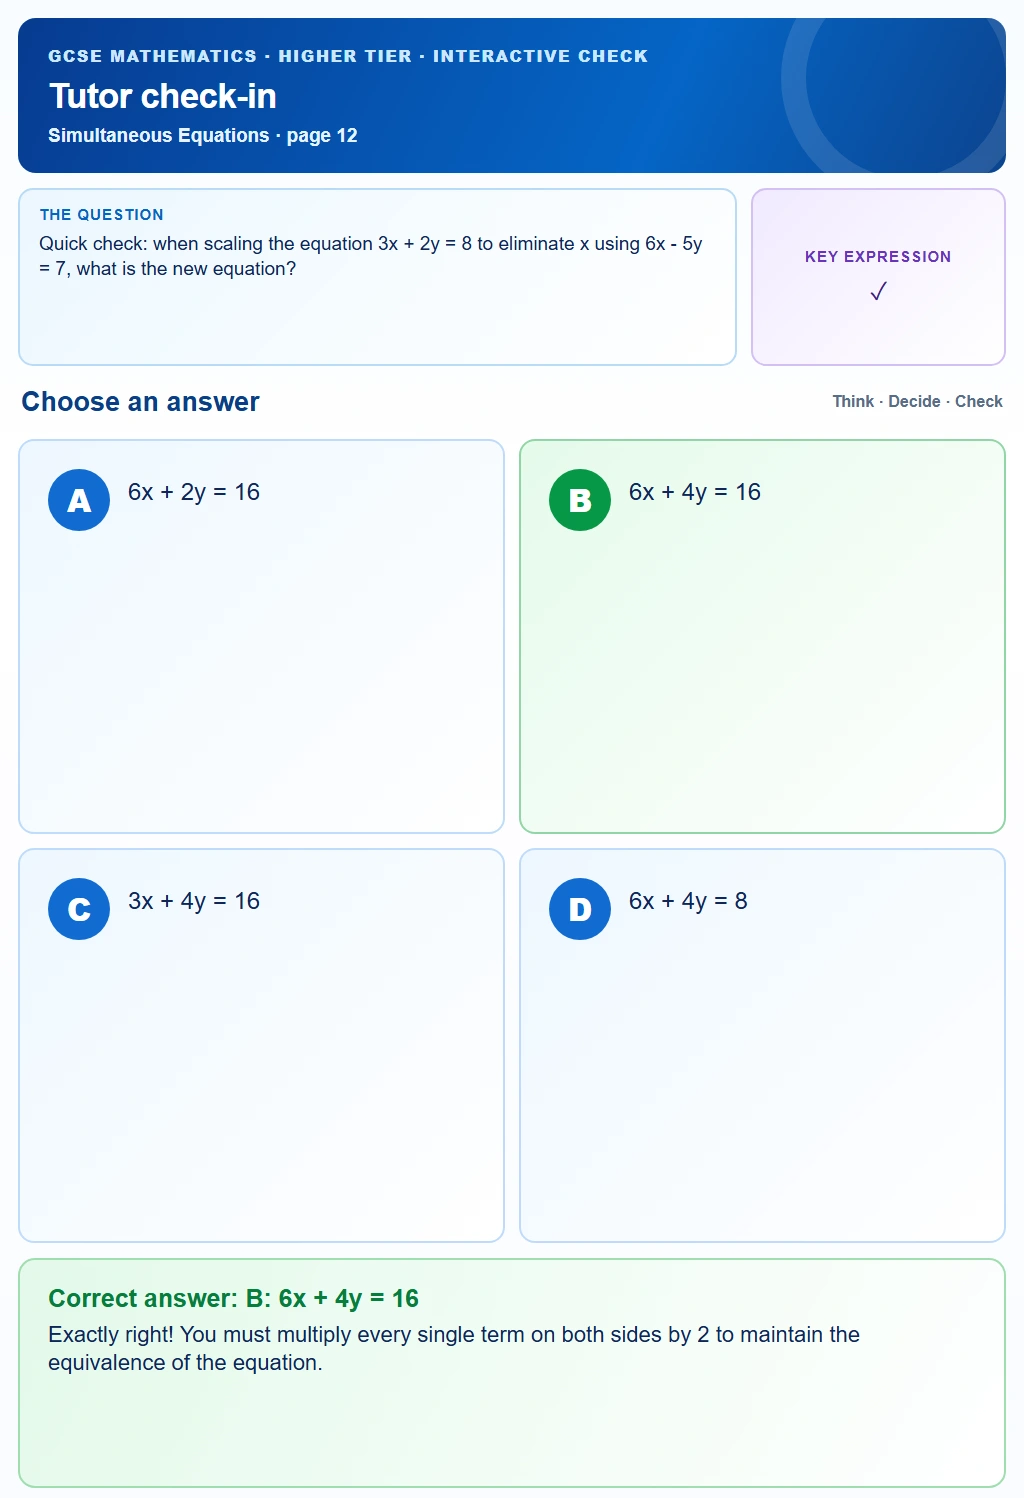 GCSE MATHEMATICS · HIGHER TIER · INTERACTIVE CHECK
Tutor check-in
Simultaneous Equations · page 12
THE QUESTION
Quick check: when scaling the equation 3x + 2y = 8 to eliminate x using 6x - 5y
= 7, what is the new equation?
KEY EXPRESSION
✓
Choose an answer
Think · Decide · Check
A
6x + 2y = 16
B
6x + 4y = 16
C
3x + 4y = 16
D
6x + 4y = 8
Correct answer: B: 6x + 4y = 16
Exactly right! You must multiply every single term on both sides by 2 to maintain the
equivalence of the equation.